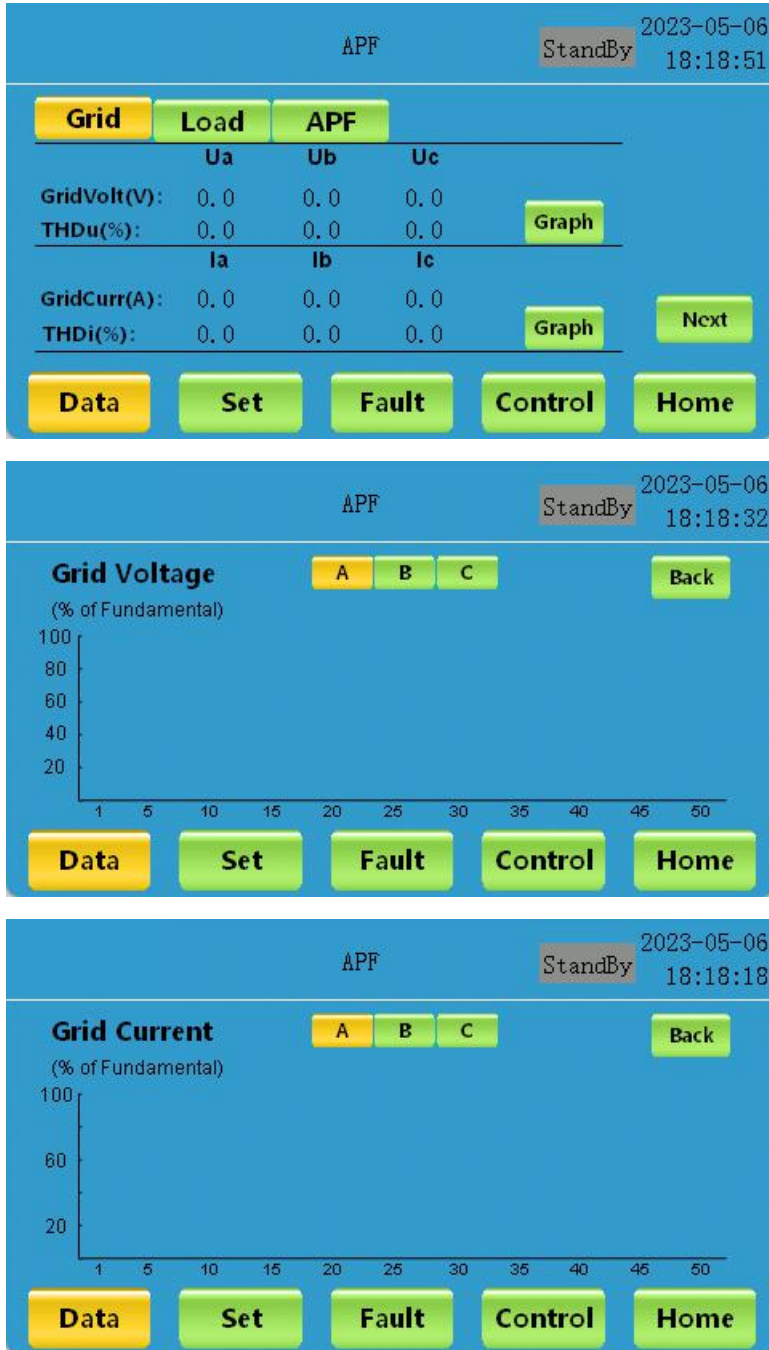 APF StandBy 2023-05-06
18:18:51
Grid Load APF
Ua Ub Uc
GridVolt(V): 0.0 0.0 0.0
THDu(%): 0.0 0.0 0.0 Graph
Ia Ib Ic
GridCurr(A): 0.0 0.0 0.0
THDi(%): 0.0 0.0 0.0 Graph Next
Data Set Fault Control Home
APF StandBy 2023-05-06
18:18:32
Grid Voltage A B C Back
(% of Fundamental)
100
80
60
40
20
1 5 10 15 20 25 30 35 40 45 50
Data Set Fault Control Home
APF StandBy 2023-05-06
18:18:18
Grid Current A B C Back
(% of Fundamental)
100
60
20
1 5 10 15 20 25 30 35 40 45 50
Data Set Fault Control Home